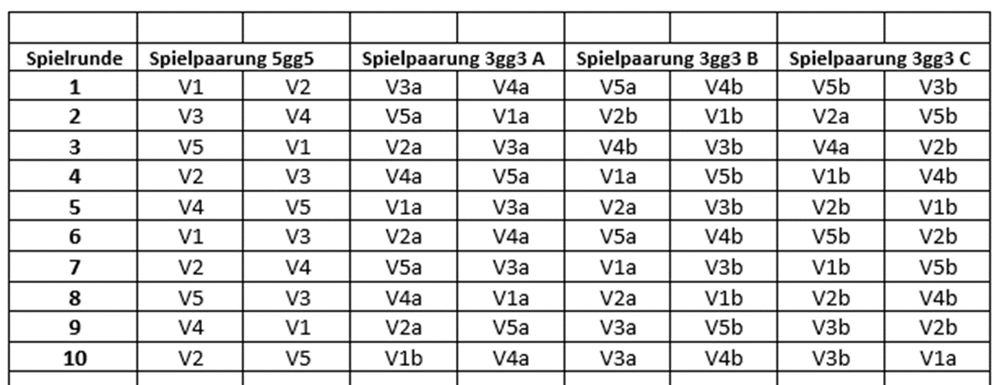 Spielrunde Spielpaarung 5gg5 Spielpaarung 3gg3 A Spielpaarung 3gg3 B Spielpaarung 3gg3 C
1 V1 V2 V3a V4a V5a V4b V5b V3b
2 V3 V4 V5a V1a V2b V1b V2a V5b
3 V5 V1 V2a V3a V4b V3b V4a V2b
4 V2 V3 V4a V5a V1a V5b V1b V4b
5 V4 V5 V1a V3a V2a V3b V2b V1b
6 V1 V3 V2a V4a V5a V4b V5b V2b
7 V2 V4 V5a V3a V1a V3b V1b V5b
8 V5 V3 V4a V1a V2a V1b V2b V4b
9 V4 V1 V2a V5a V3a V5b V3b V2b
10 V2 V5 V1b V4a V3a V4b V3b V1a